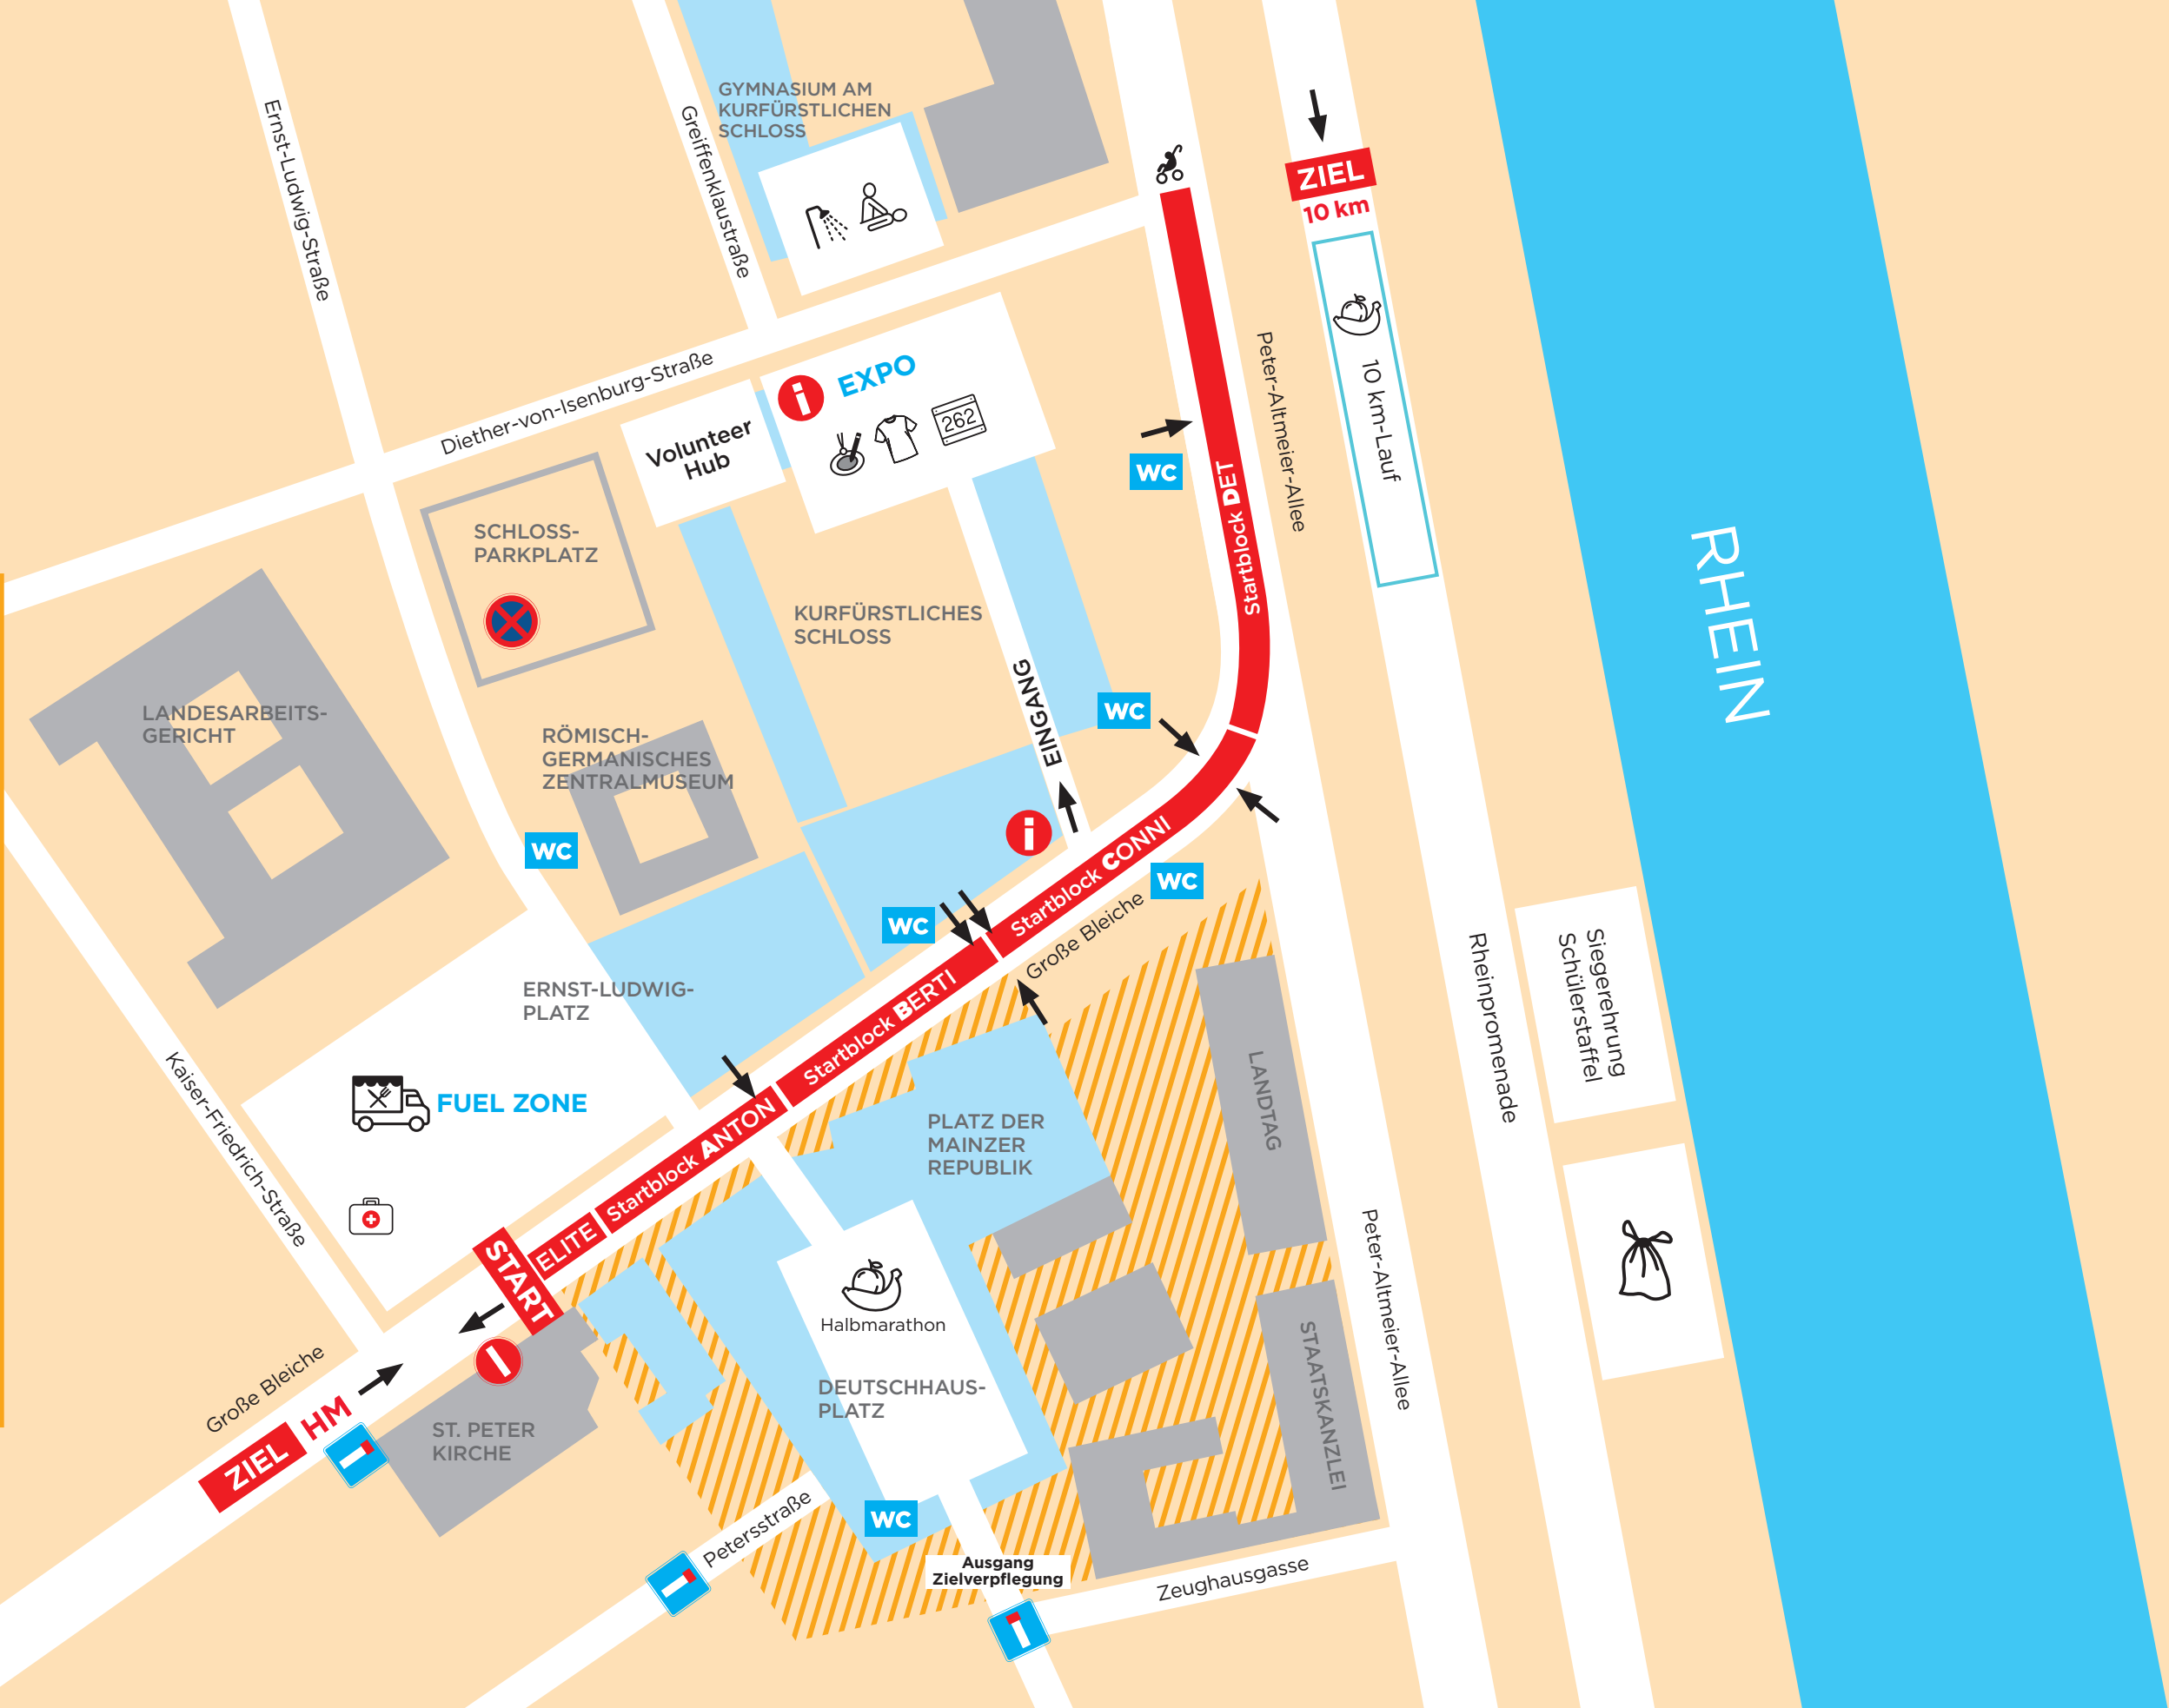 GYMNASIUM AM
KURFÜRSTLICHEN
SCHLOSS
Ernst-Ludwig-Straße
Greiffenklaustraße
ZIEL
10 km
10 km-Lauf
Peter-Altmeier-Allee
Diether-von-Isenburg-Straße
Volunteer
Hub
i
EXPO
262
WC
Startblock DET
SCHLOSS-
PARKPLATZ
KURFÜRSTLICHES
SCHLOSS
RHEIN
LANDESARBEITS-
GERICHT
RÖMISCH-
GERMANISCHES
ZENTRALMUSEUM
EINGANG
WC
WC
i
WC
WC
Startblock CONNI
Große Bleiche
Startblock BERTI
ERNST-LUDWIG-
PLATZ
Rheinpromenade
Siegerehrung
Schülerstaffel
FUEL ZONE
Startblock ANTON
PLATZ DER
MAINZER
REPUBLIK
LANDTAG
Kaiser-Friedrich-Straße
ELITE
START
Halbmarathon
Peter-Altmeier-Allee
Große Bleiche
ZIEL HM
ST. PETER
KIRCHE
DEUTSCHHAUS-
PLATZ
STAATSKANZLEI
WC
Petersstraße
Ausgang
Zielverpflegung
Zeughausgasse